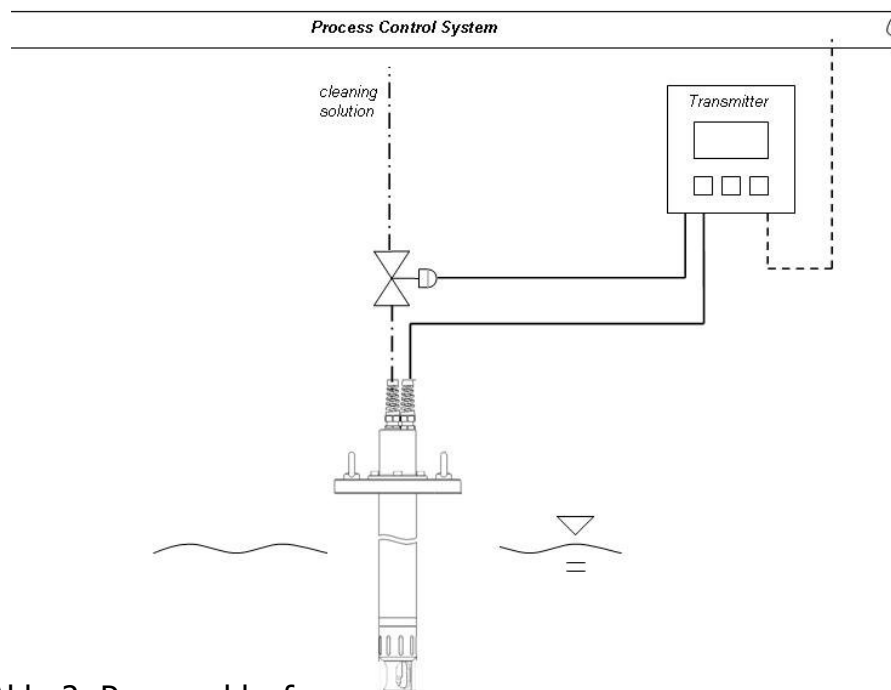 Process Control System
cleaning
solution
Transmitter